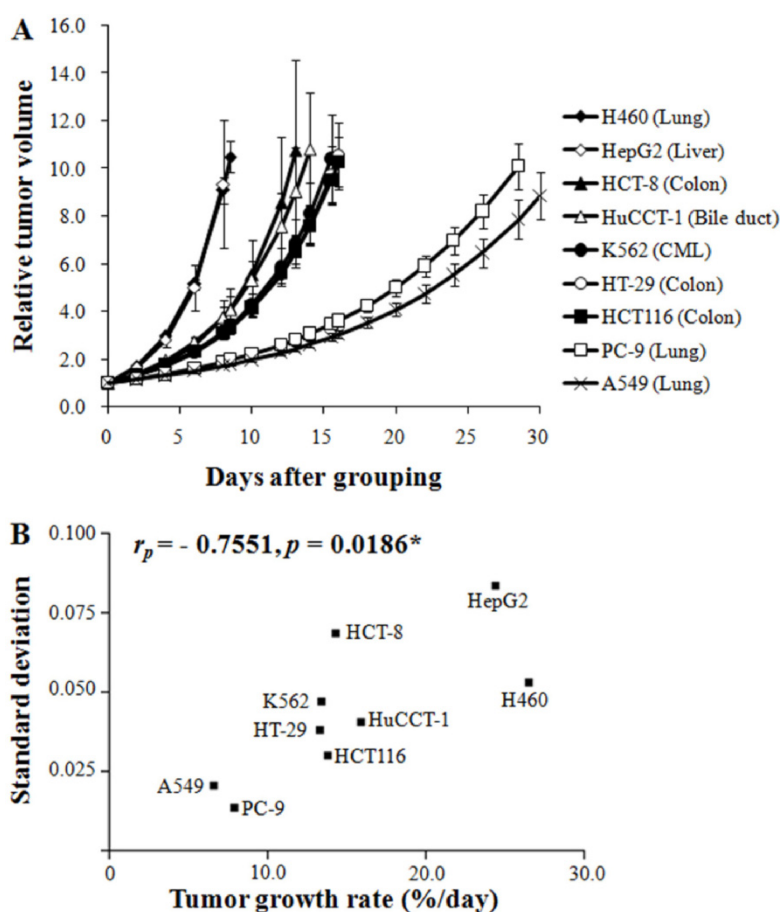 A
Relative tumor volume
16.0
14.0
12.0
10.0
8.0
6.0
4.0
2.0
0.0
0 5 10 15 20 25 30
Days after grouping
H460 (Lung)
HepG2 (Liver)
HCT-8 (Colon)
HuCCT-1 (Bile duct)
K562 (CML)
HT-29 (Colon)
HCT116 (Colon)
PC-9 (Lung)
A549 (Lung)
B
Standard deviation
0.100
0.075
0.050
0.025
rp = - 0.7551, p = 0.0186*
HepG2
HCT-8
K562
H460
HuCCT-1
HT-29
HCT116
A549
PC-9
0 10.0 20.0 30.0
Tumor growth rate (%/day)